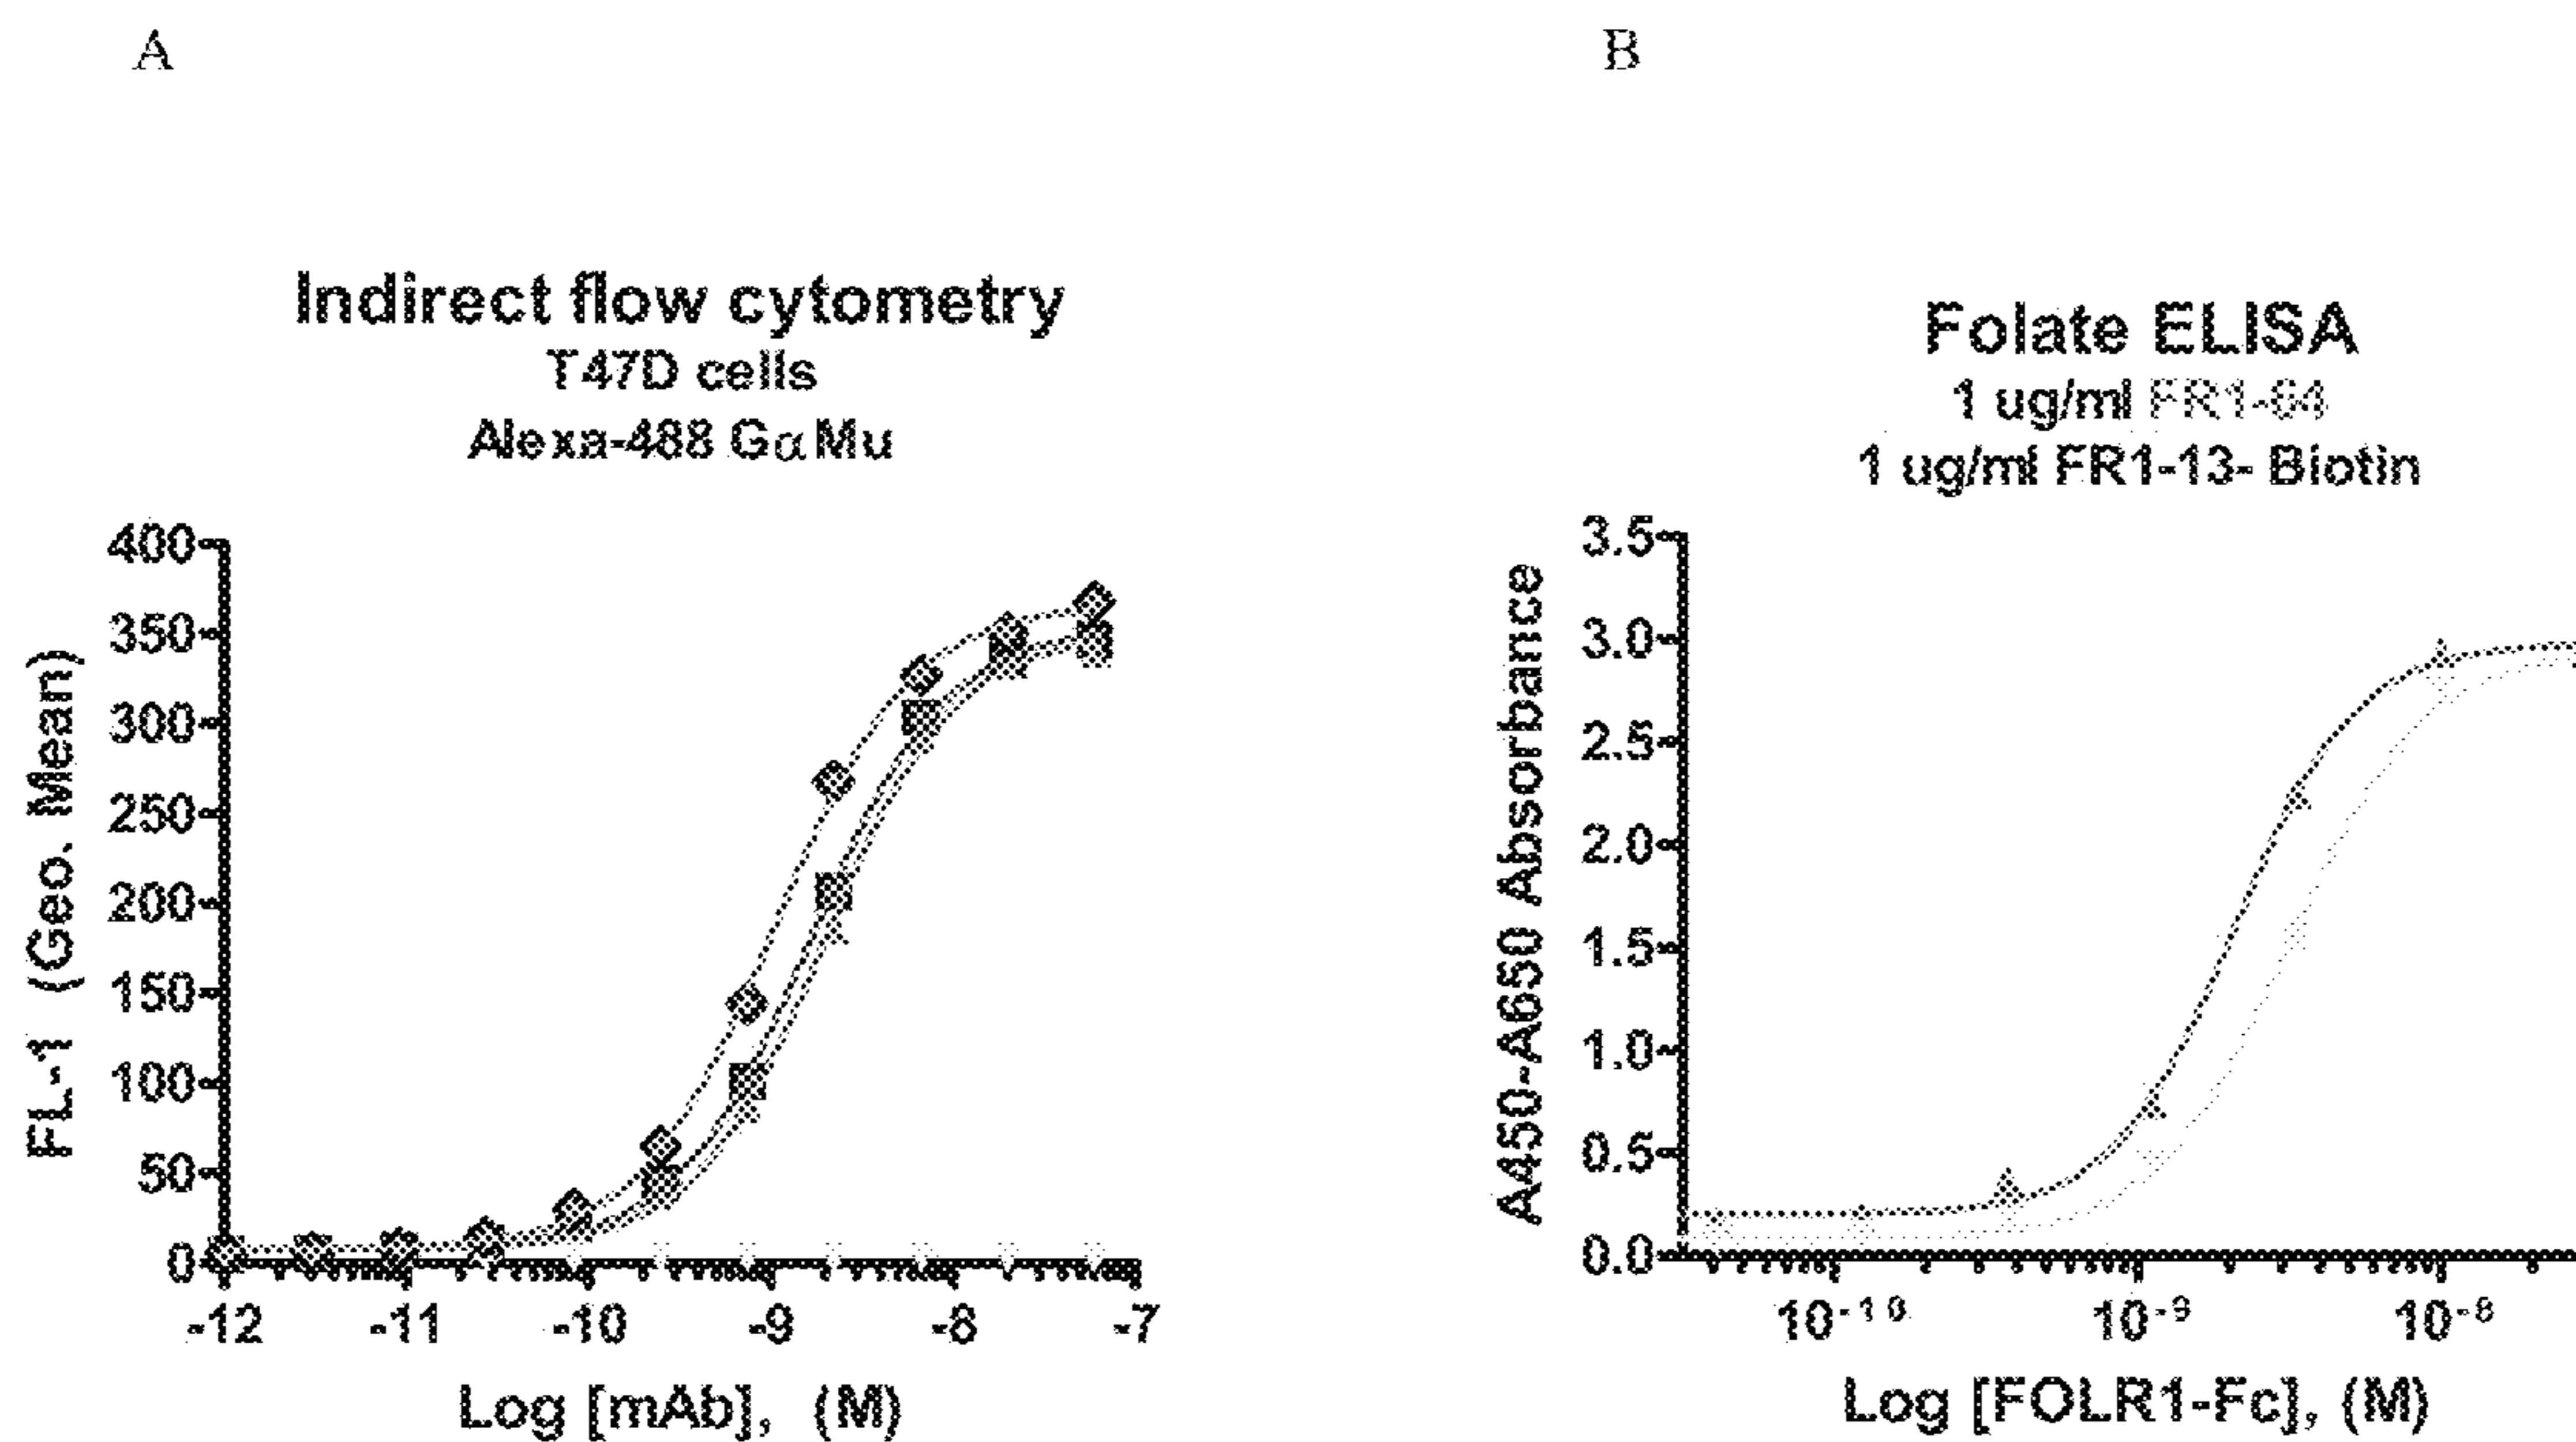 A
B
Indirect flow cytometry
T47D cells
Alexa-488 GαMu
FL-1 (Geo. Mean)
400
350
300
250
200
150
100
50
0
-12 -11 -10 -9 -8 -7
Log [mAb], (M)
Folate ELISA
1 ug/ml FR1-64
1 ug/ml FR1-13- Biotin
A450-A650 Absorbance
3.5
3.0
2.5
2.0
1.5
1.0
0.5
0.0
10⁻¹⁰ 10⁻⁹ 10⁻⁸
Log [FOLR1-Fc], (M)